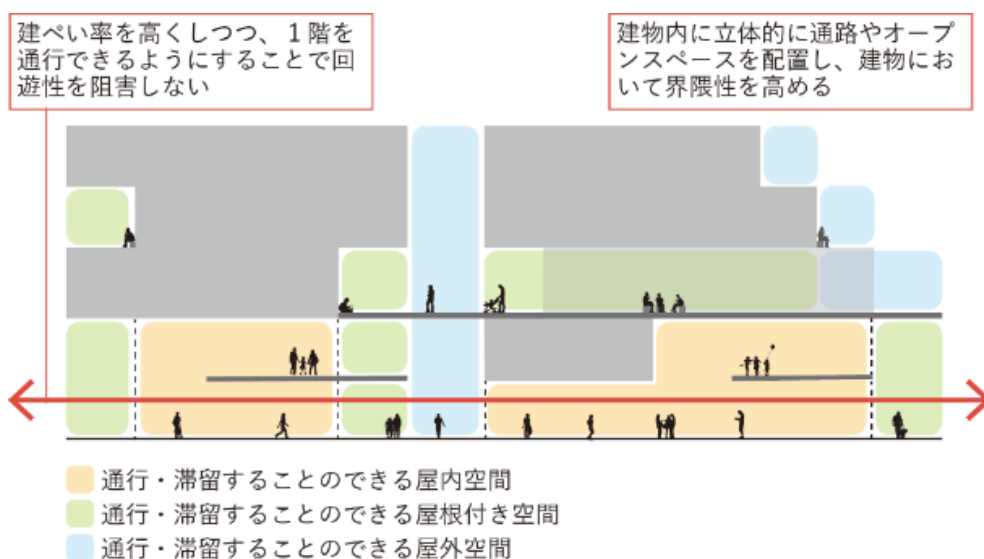 建ぺい率を高くしつつ、1階を
通行できるようにすることで回
遊性を阻害しない
建物内に立体的に通路やオープ
ンスペースを配置し、建物にお
いて界隈性を高める
通行・滞留することのできる屋内空間
通行・滞留することのできる屋根付き空間
通行・滞留することのできる屋外空間